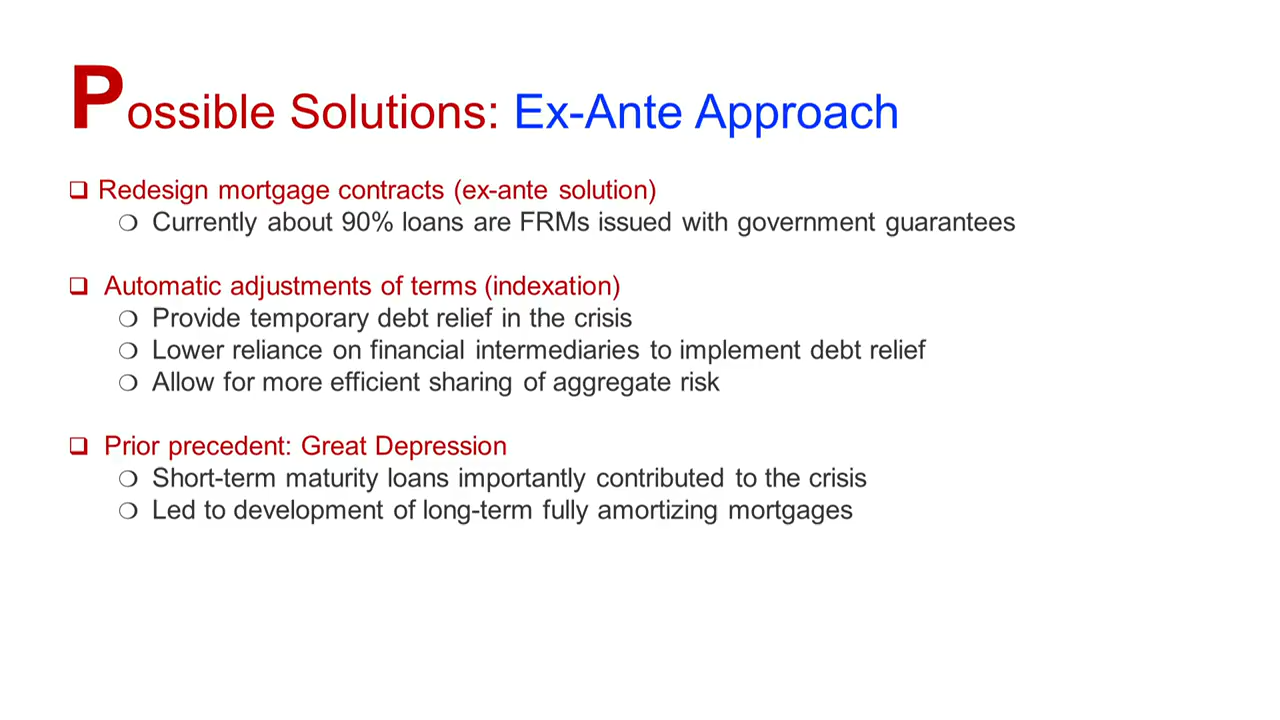 Possible Solutions: Ex-Ante Approach
❑ Redesign mortgage contracts (ex-ante solution)
❍ Currently about 90% loans are FRMs issued with government guarantees
❑ Automatic adjustments of terms (indexation)
❍ Provide temporary debt relief in the crisis
❍ Lower reliance on financial intermediaries to implement debt relief
❍ Allow for more efficient sharing of aggregate risk
❑ Prior precedent: Great Depression
❍ Short-term maturity loans importantly contributed to the crisis
❍ Led to development of long-term fully amortizing mortgages